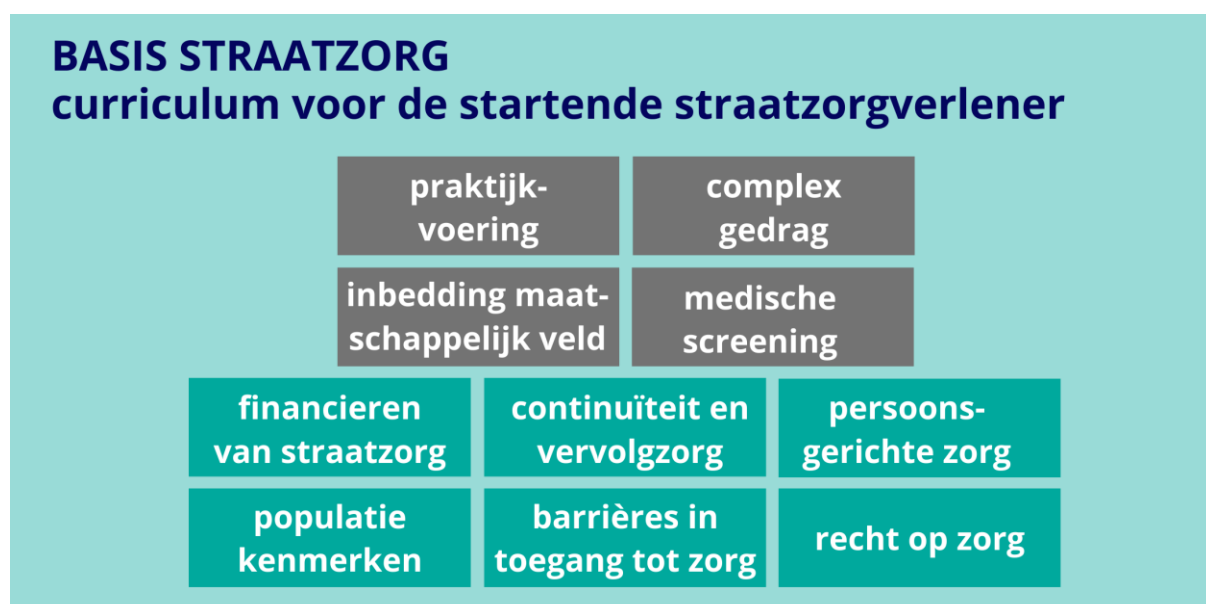 BASIS STRAATZORG
curriculum voor de startende straatzorgverlener
praktijk-
voering
complex
gedrag
inbedding maat-
schappelijk veld
medische
screening
financieren
van straatzorg
continuïteit en
vervolgzorg
persoons-
gerichte zorg
populatie
kenmerken
barrières in
toegang tot zorg
recht op zorg